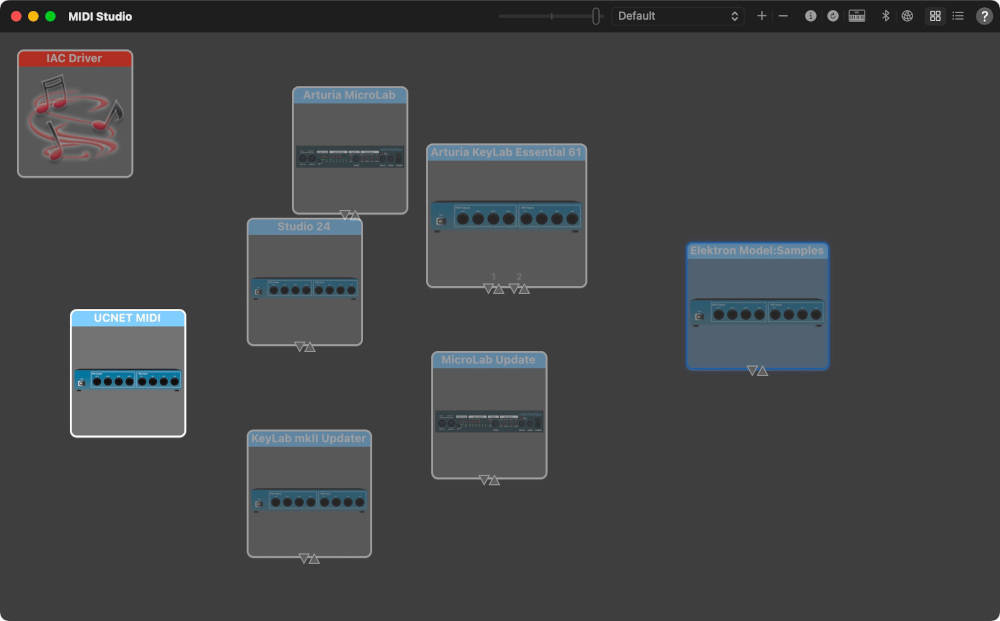 MIDI Studio
Default
?
IAC Driver
Arturia MicroLab
Arturia KeyLab Essential 61
1 2
Studio 24
Elektron Model:Samples
UCNET MIDI
MicroLab Update
KeyLab mkII Updater